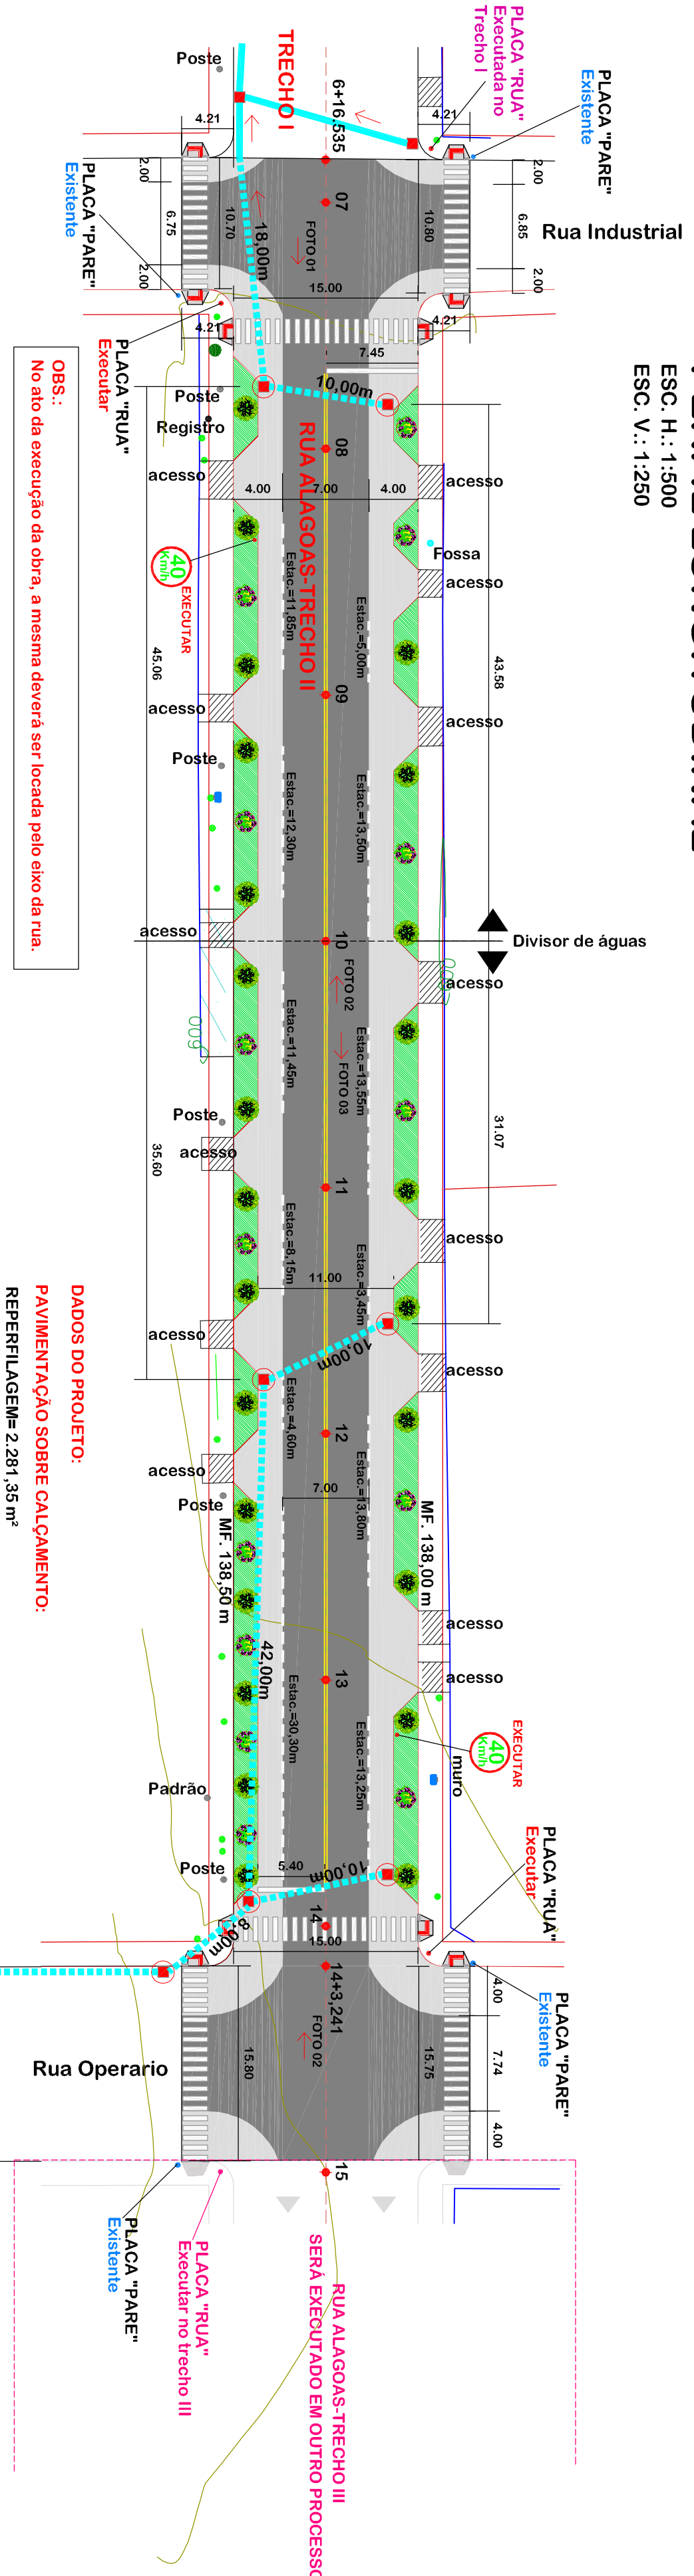 ESC. H.: 1:500
ESC. V.: 1:250
TRECHO I
Poste
PLACA "RUA"
Executada no
Trecho I
PLACA "PARE"
Existente
6+16.535
4.21
4.21
PLACA "PARE"
Existente
2.00
6.75
2.00
10.70
18,00m
FOTO 01
07
15.00
10.80
2.00
6.85
2.00
Rua Industrial
4.21
4.21
7.45
PLACA "RUA"
Executar
10,00m
Poste
Registro
08
RUA ALAGOAS-TRECHO II
acesso
4.00
7.00
4.00
acesso
Fossa
acesso
OBS.:
No ato da execução da obra, a mesma deverá ser locada pelo eixo da rua.
40
Km/h
EXECUTAR
Estac.=11,85m
Estac.=5,00m
45.06
43.58
09
acesso
acesso
Poste
Estac.=12,30m
Estac.=13,50m
acesso
10
Divisor de águas
acesso
600
600
FOTO 02
FOTO 03
Estac.=11,45m
Estac.=13,55m
Poste
35.60
31.07
acesso
11
acesso
Estac.=8,15m
Estac.=3,45m
11.00
acesso
10,00m
acesso
Estac.=4,60m
12
Estac.=13,80m
acesso
Poste
7.00
MF. 138,50 m
MF. 138,00 m
DADOS DO PROJETO:
PAVIMENTAÇÃO SOBRE CALÇAMENTO:
REPERFILAGEM= 2.281,35 m²
acesso
acesso
42,00m
13
Estac.=30,30m
Estac.=13,25m
40
Km/h
EXECUTAR
muro
Padrão
Poste
5.40
10,00m
PLACA "RUA"
Executar
8,00m
14
15.00
14+3,241
FOTO 02
15.80
15.75
4.00
7.74
4.00
PLACA "PARE"
Existente
Rua Operario
15
PLACA "PARE"
Existente
PLACA "RUA"
Executar no trecho III
RUA ALAGOAS-TRECHO III
SERÁ EXECUTADO EM OUTRO PROCESSO